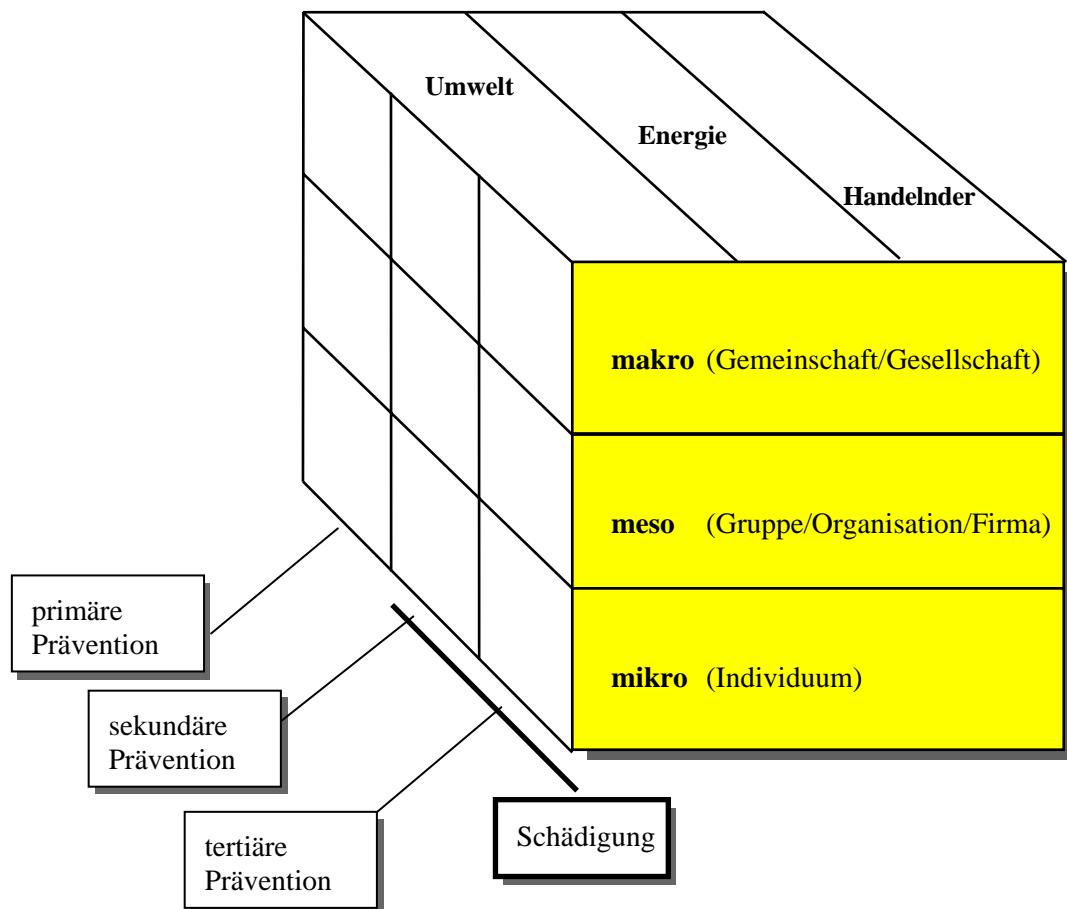 Umwelt
Energie
Handelnder
makro (Gemeinschaft/Gesellschaft)
meso (Gruppe/Organisation/Firma)
mikro (Individuum)
primäre
Prävention
sekundäre
Prävention
tertiäre
Prävention
Schädigung